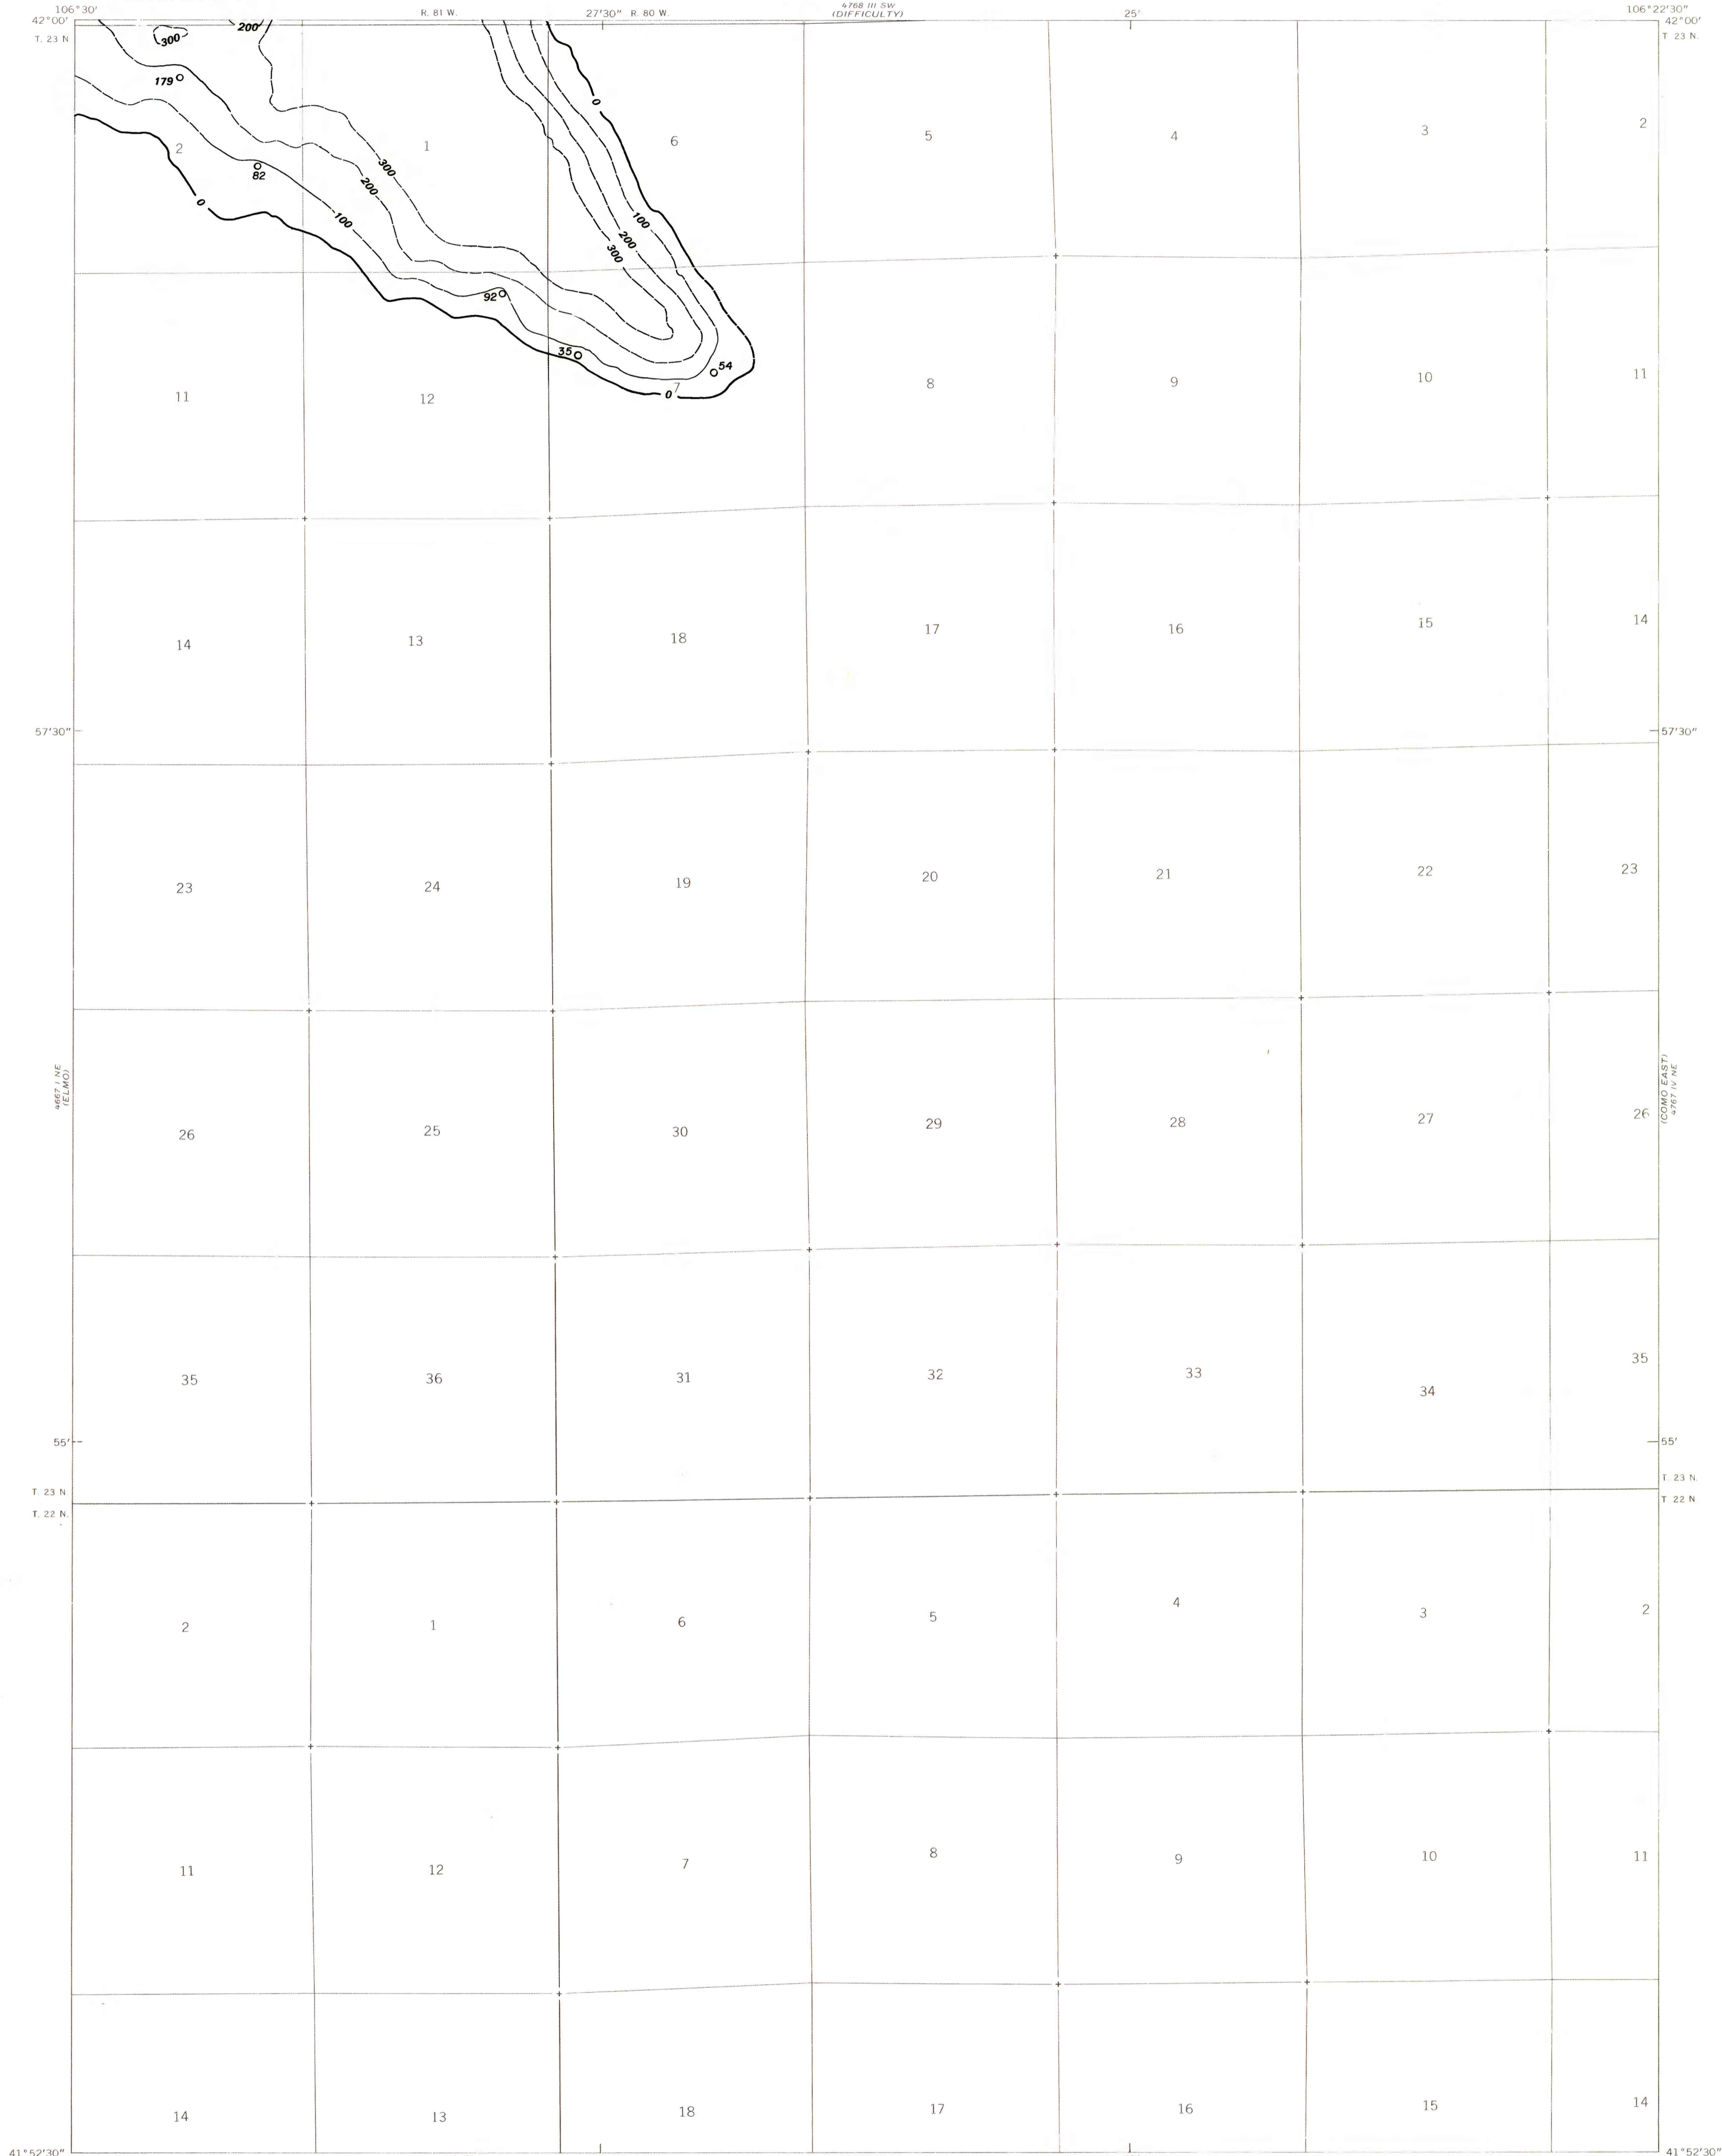 4768 III SW
106°30' R. 81 W. 27'30" R. 80 W. (DIFFICULTY) 25' 106°22'30"
42°00' 42°00'
T. 23 N T 23 N.
300 200
179 0
2 1 6 5 4 3 2
82 300
200
0 100 100
200
300
92
35 54
7
0
11 12 8 9 10 11
14 13 18 17 16 15 14
57'30" 57'30"
23 24 19 20 21 22 23
4667 I NE
(ELMO)
(COMO EAST)
4767 IV NE
26 25 30 29 28 27 26
35 36 31 32 33 34 35
55' 55'
T. 23 N T. 23 N.
T. 22 N. T 22 N
2 1 6 5 4 3 2
11 12 7 8 9 10 11
14 13 18 17 16 15 14
41°52'30" 41°52'30"